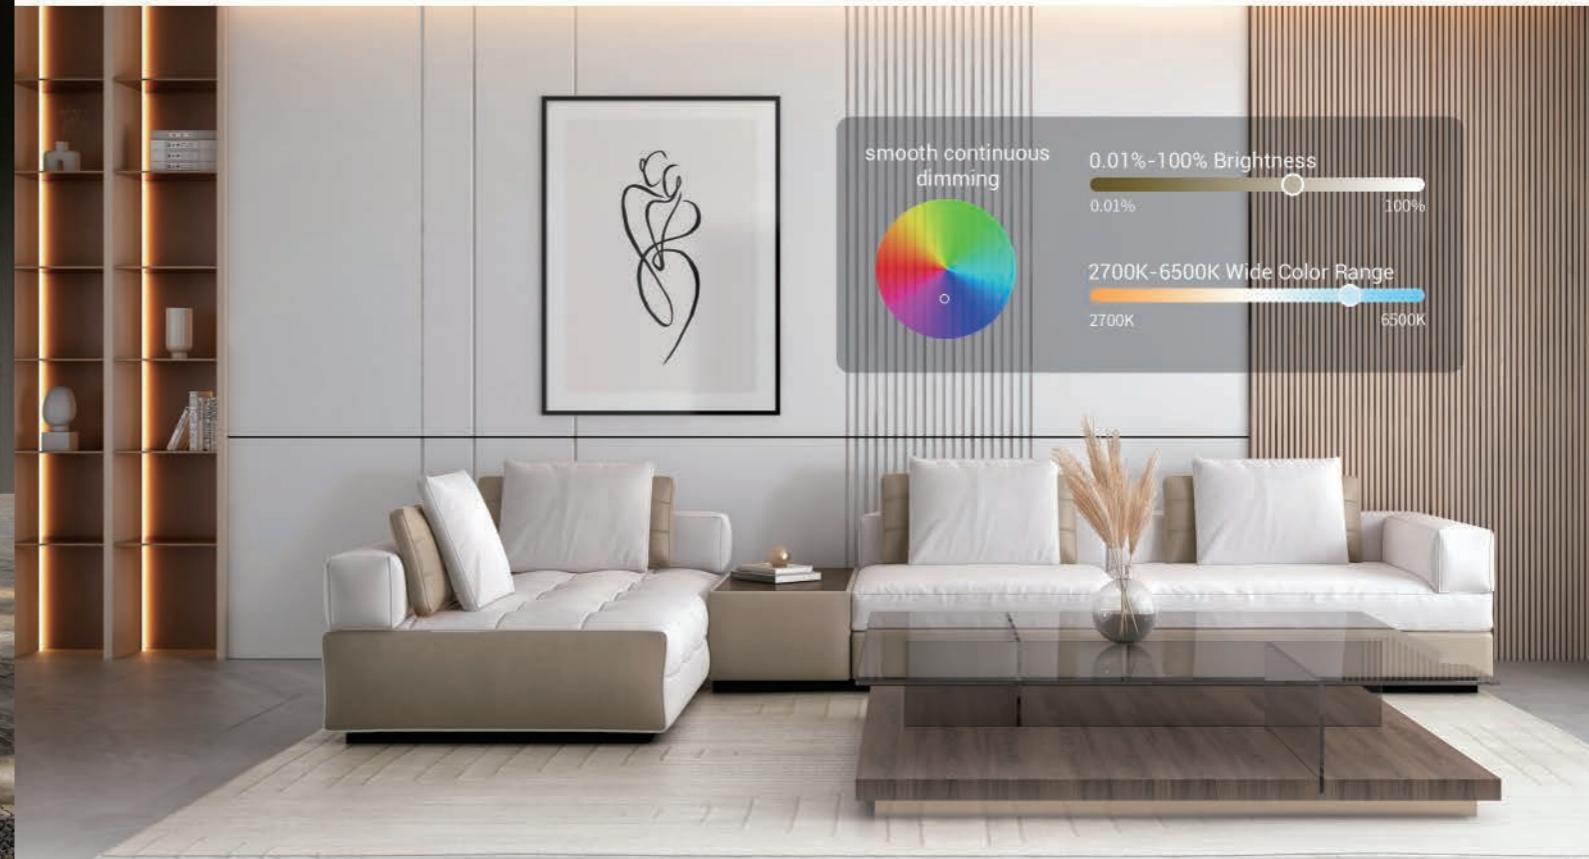 smooth continuous
dimming
0.01%-100% Brightness
0.01%
100%
2700K-6500K Wide Color Range
2700K
6500K